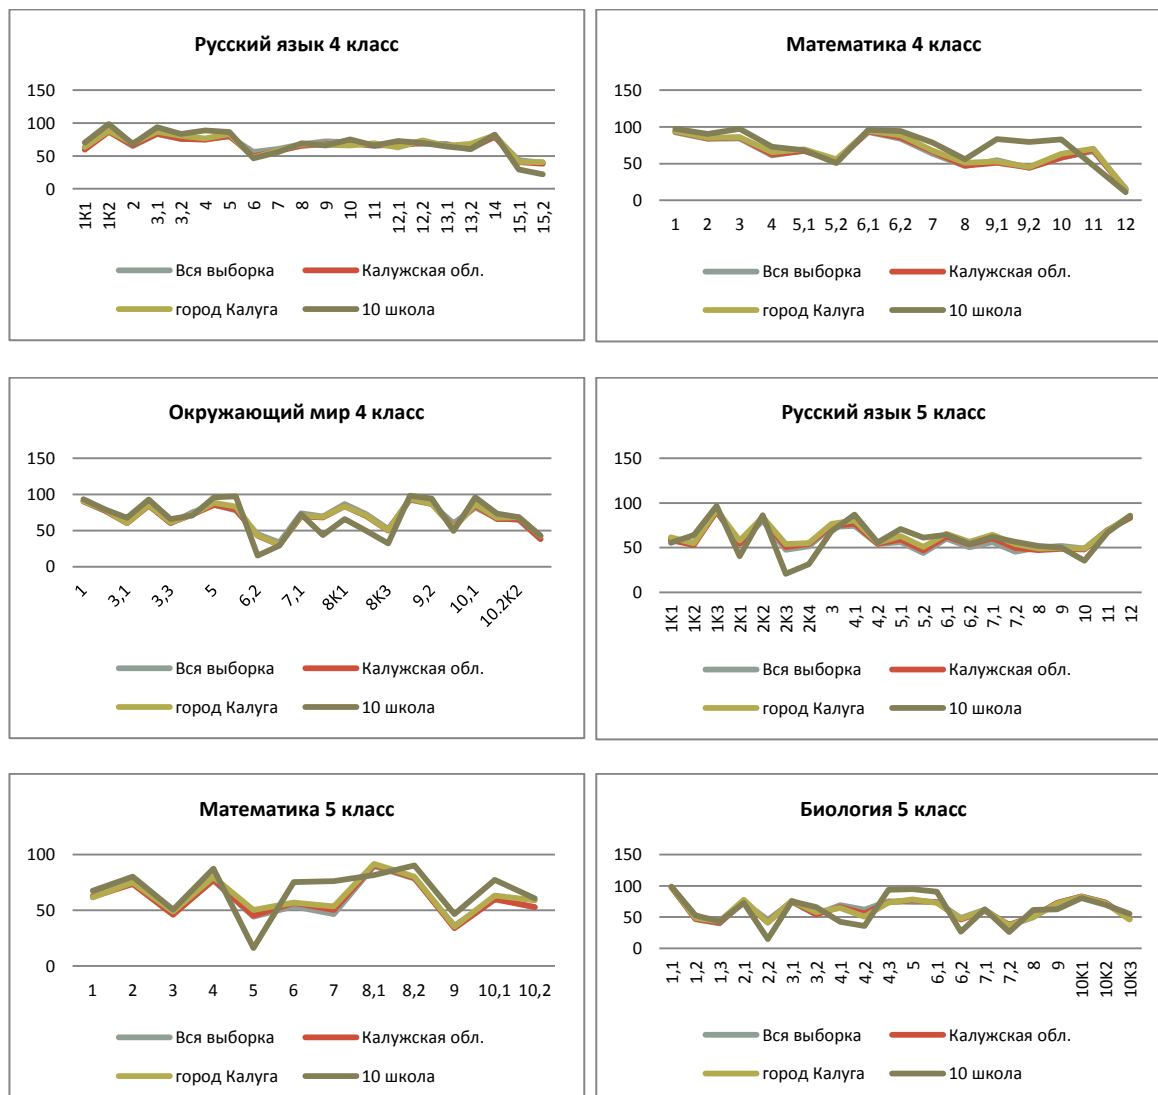 Русский язык 4 класс
150
100
50
0
1К1
1К2
2
3,1
3,2
4
5
6
7
8
9
10
11
12,1
12,2
13,1
13,2
14
15,1
15,2
Вся выборка
Калужская обл.
город Калуга
10 школа
Математика 4 класс
150
100
50
0
1 2 3 4 5,1 5,2 6,1 6,2 7 8 9,1 9,2 10 11 12
Вся выборка
Калужская обл.
город Калуга
10 школа
Окружающий мир 4 класс
150
100
50
0
1
3,1
3,3
5
6,2
7,1
8К1
8К3
9,2
10,1
10.2К2
Вся выборка
Калужская обл.
город Калуга
10 школа
Русский язык 5 класс
150
100
50
0
1К1
1К2
1К3
2К1
2К2
2К3
2К4
3
4,1
4,2
5,1
5,2
6,1
6,2
7,1
7,2
8
9
10
11
12
Вся выборка
Калужская обл.
город Калуга
10 школа
Математика 5 класс
100
50
0
1 2 3 4 5 6 7 8,1 8,2 9 10,1 10,2
Вся выборка
Калужская обл.
город Калуга
10 школа
Биология 5 класс
150
100
50
0
1,1
1,2
1,3
2,1
2,2
3,1
3,2
4,1
4,2
4,3
5
6,1
6,2
7,1
7,2
8
9
10К1
10К2
10К3
Вся выборка
Калужская обл.
город Калуга
10 школа